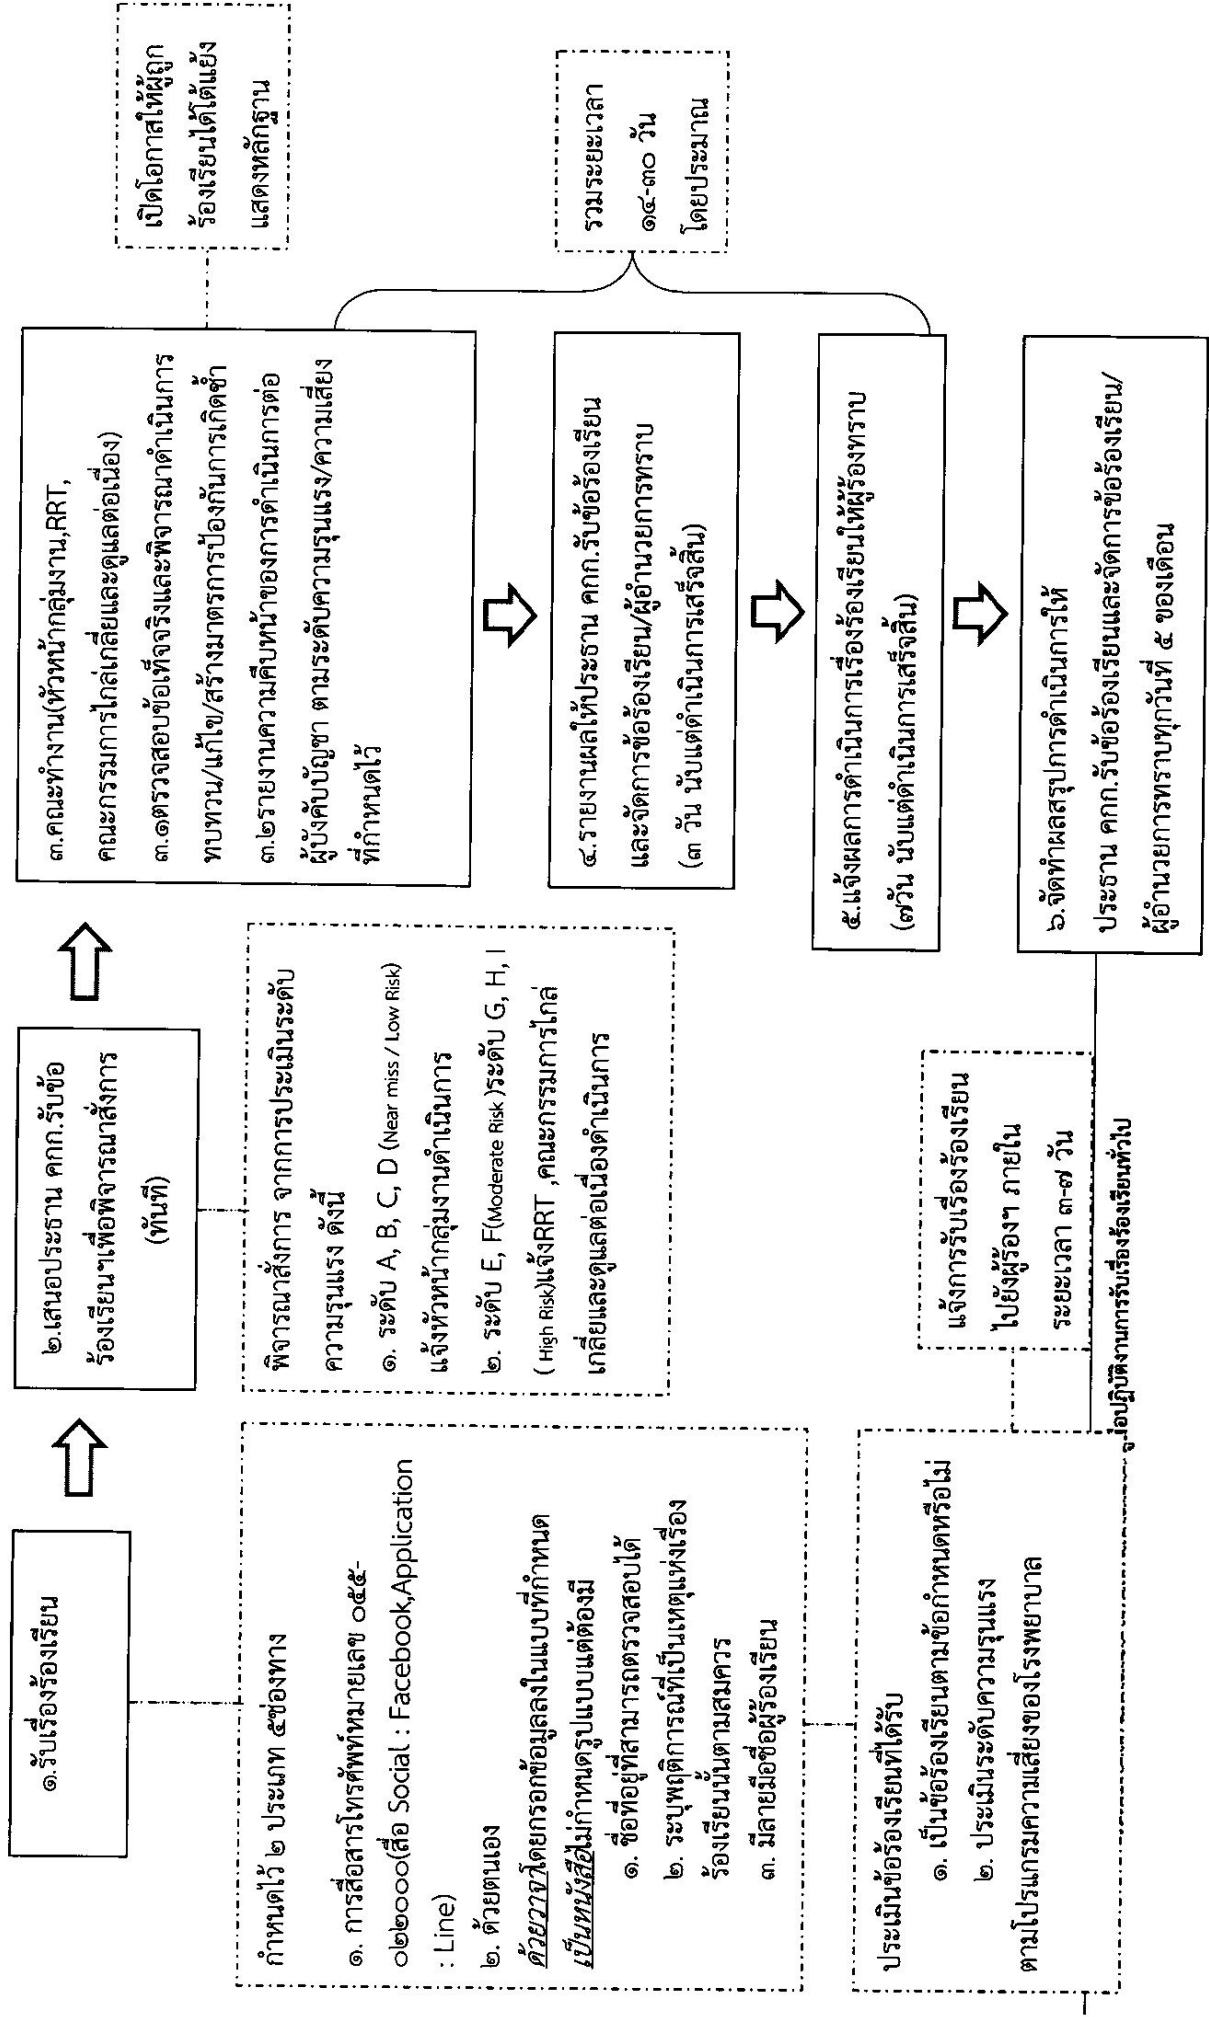 ๑.รับเรื่องร้องเรียน
กำหนดไว้ ๒ ประเภท ๕ช่องทาง
๑. การสื่อสารโทรศัพท์หมายเลข ๐๕๕-
๐๒๒๐๐๐(สื่อ Social : Facebook,Application
: Line)
๒. ด้วยตนเอง
ด้วยวาจาโดยกรอกข้อมูลลงในแบบที่กำหนด
เป็นหนังสือไม่กำหนดรูปแบบแต่ต้องมี
๑. ชื่อที่อยู่ที่สามารถตรวจสอบได้
๒. ระบุพฤติการณ์ที่เป็นเหตุแห่งเรื่อง
ร้องเรียนนั้นตามสมควร
๓. มีลายมือชื่อผู้ร้องเรียน
ประเมินข้อร้องเรียนที่ได้รับ
๑. เป็นข้อร้องเรียนตามข้อกำหนดหรือไม่
๒. ประเมินระดับความรุนแรง
ตามโปรแกรมความเสี่ยงของโรงพยาบาล
แจ้งการรับเรื่องร้องเรียน
ไปยังผู้ร้องฯ ภายใน
ระยะเวลา ๓-๗ วัน
๒.เสนอประธาน คกก.รับข้อ
ร้องเรียนฯเพื่อพิจารณาสั่งการ
(ทันที)
พิจารณาสั่งการ จากการประเมินระดับ
ความรุนแรง ดังนี้
๑. ระดับ A, B, C, D (Near miss / Low Risk)
แจ้งหัวหน้ากลุ่มงานดำเนินการ
๒. ระดับ E, F(Moderate Risk )ระดับ G, H, I
( High Risk)แจ้งRRT ,คณะกรรมการไกล่
เกลี่ยและดูแลต่อเนื่องดำเนินการ
๓.คณะทำงาน(หัวหน้ากลุ่มงาน,RRT,
คณะกรรมการไกล่เกลี่ยและดูแลต่อเนื่อง)
๓.๑ตรวจสอบข้อเท็จจริงและพิจารณาดำเนินการ
ทบทวน/แก้ไข/สร้างมาตรการป้องกันการเกิดซ้ำ
๓.๒รายงานความคืบหน้าของการดำเนินการต่อ
ผู้บังคับบัญชา ตามระดับความรุนแรง/ความเสี่ยง
ที่กำหนดไว้
เปิดโอกาสให้ผู้ถูก
ร้องเรียนได้โต้แย้ง
แสดงหลักฐาน
๔.รายงานผลให้ประธาน คกก.รับข้อร้องเรียน
และจัดการข้อร้องเรียน/ผู้อำนวยการทราบ
(๓ วัน นับแต่ดำเนินการเสร็จสิ้น)
๕.แจ้งผลการดำเนินการเรื่องร้องเรียนให้ผู้ร้องทราบ
(๗วัน นับแต่ดำเนินการเสร็จสิ้น)
รวมระยะเวลา
๑๔-๓๐ วัน
โดยประมาณ
๖.จัดทำผลสรุปการดำเนินการให้
ประธาน คกก.รับข้อร้องเรียนและจัดการข้อร้องเรียน/
ผู้อำนวยการทราบทุกวันที่ ๕ ของเดือน
ปฏิบัติงานการรับเรื่องร้องเรียนทั่วไป